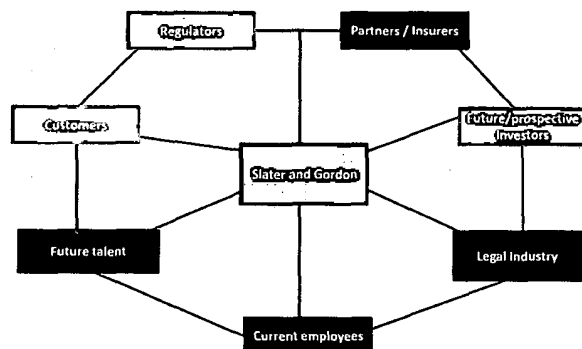 Regulators
Partners / Insurers
Customers
Future/prospective
Investors
Slater and Gordon
Future talent
Legal Industry
Current employees